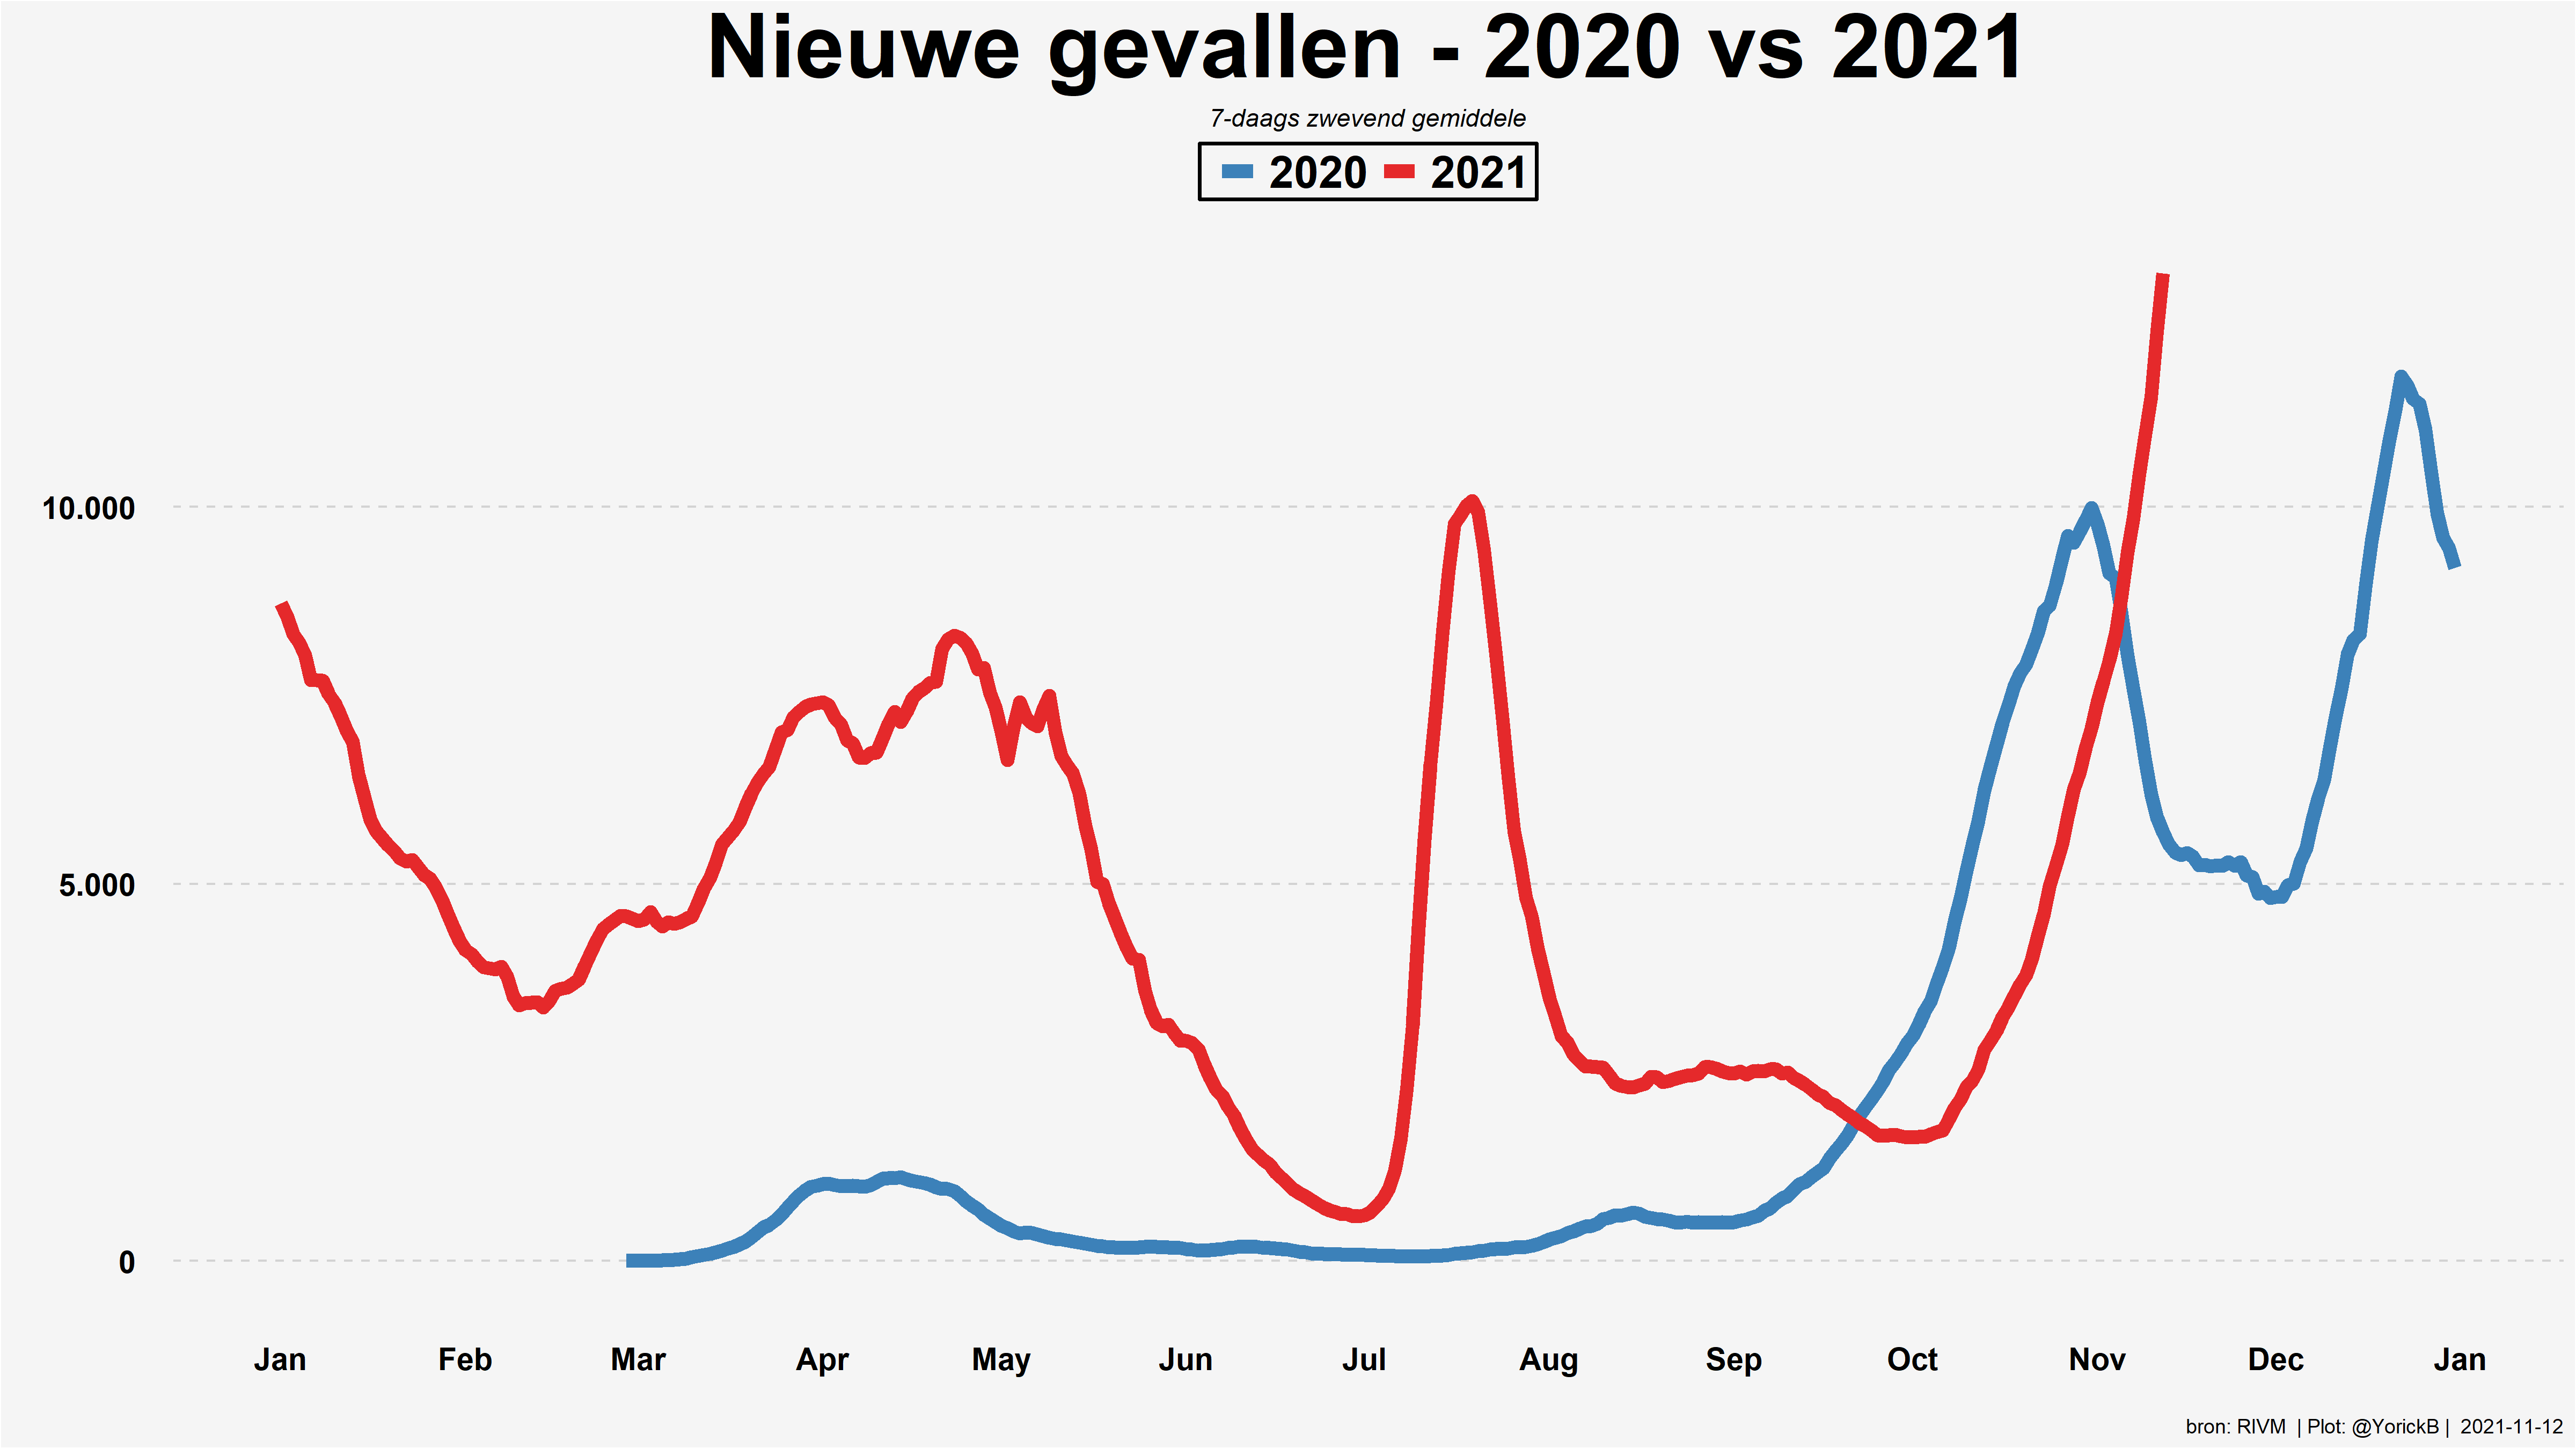 Nieuwe gevallen - 2020 vs 2021
7-daags zwevend gemiddele
2020 2021
10.000
5.000
0
Jan Feb Mar Apr May Jun Jul Aug Sep Oct Nov Dec Jan
bron: RIVM | Plot: @YorickB | 2021-11-12